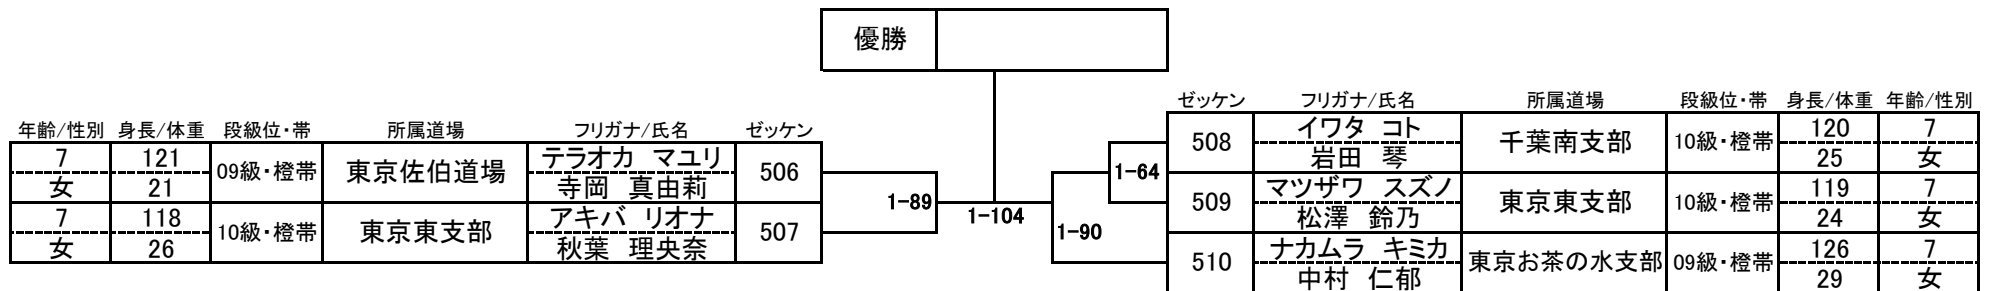 優勝
ゼッケン フリガナ/氏名 所属道場 段級位・帯 身長/体重 年齢/性別
年齢/性別 身長/体重 段級位・帯 所属道場 フリガナ/氏名 ゼッケン
7 121 09級・橙帯 東京佐伯道場 テラオカ マユリ 506
女 21 寺岡 真由莉
7 118 10級・橙帯 東京東支部 アキバ リオナ 507
女 26 秋葉 理央奈
1-89
1-104
1-90
1-64
508 イワタ コト 千葉南支部 10級・橙帯 120 7
岩田 琴 25 女
509 マツザワ スズノ 東京東支部 10級・橙帯 119 7
松澤 鈴乃 24 女
510 ナカムラ キミカ 東京お茶の水支部 09級・橙帯 126 7
中村 仁郁 29 女